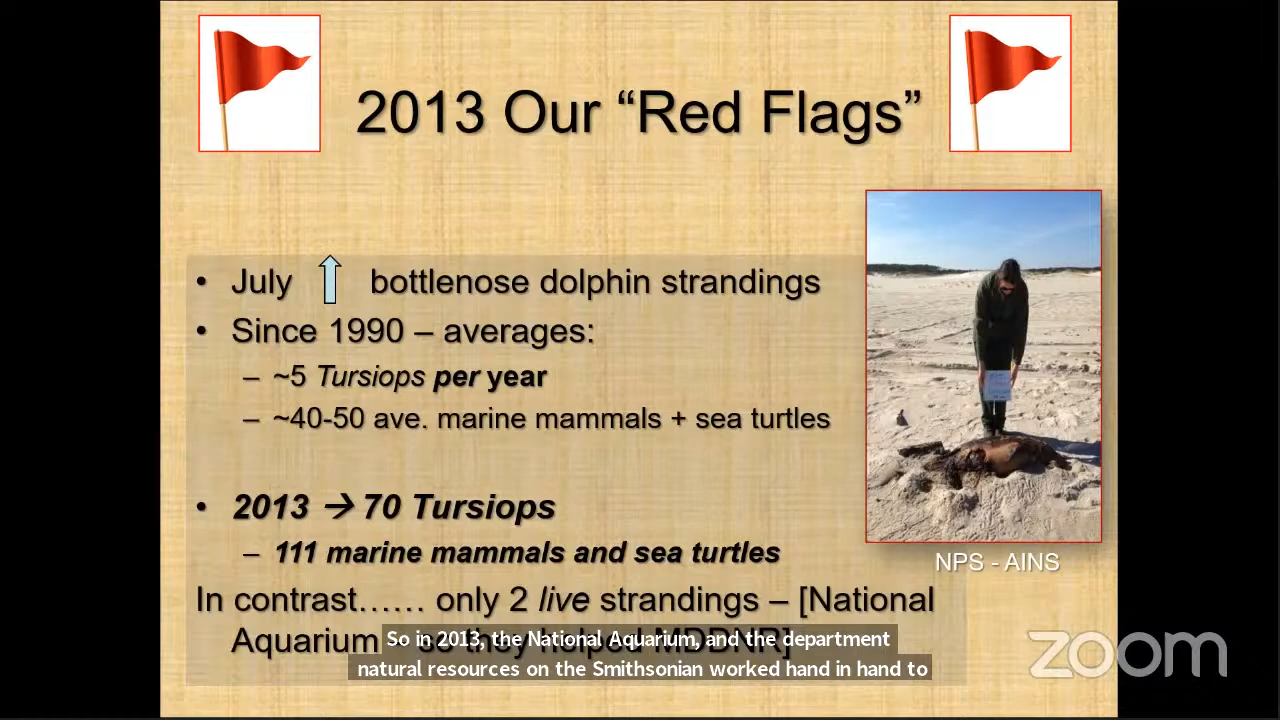 2013 Our “Red Flags”
• July bottlenose dolphin strandings
• Since 1990 – averages:
– ~5 Tursiops per year
– ~40-50 ave. marine mammals + sea turtles
• 2013 → 70 Tursiops
– 111 marine mammals and sea turtles
NPS - AINS
In contrast…… only 2 live strandings – [National
Aquarium helped MDDNR]
So in 2013, the National Aquarium, and the department
natural resources on the Smithsonian worked hand in hand to
zoom